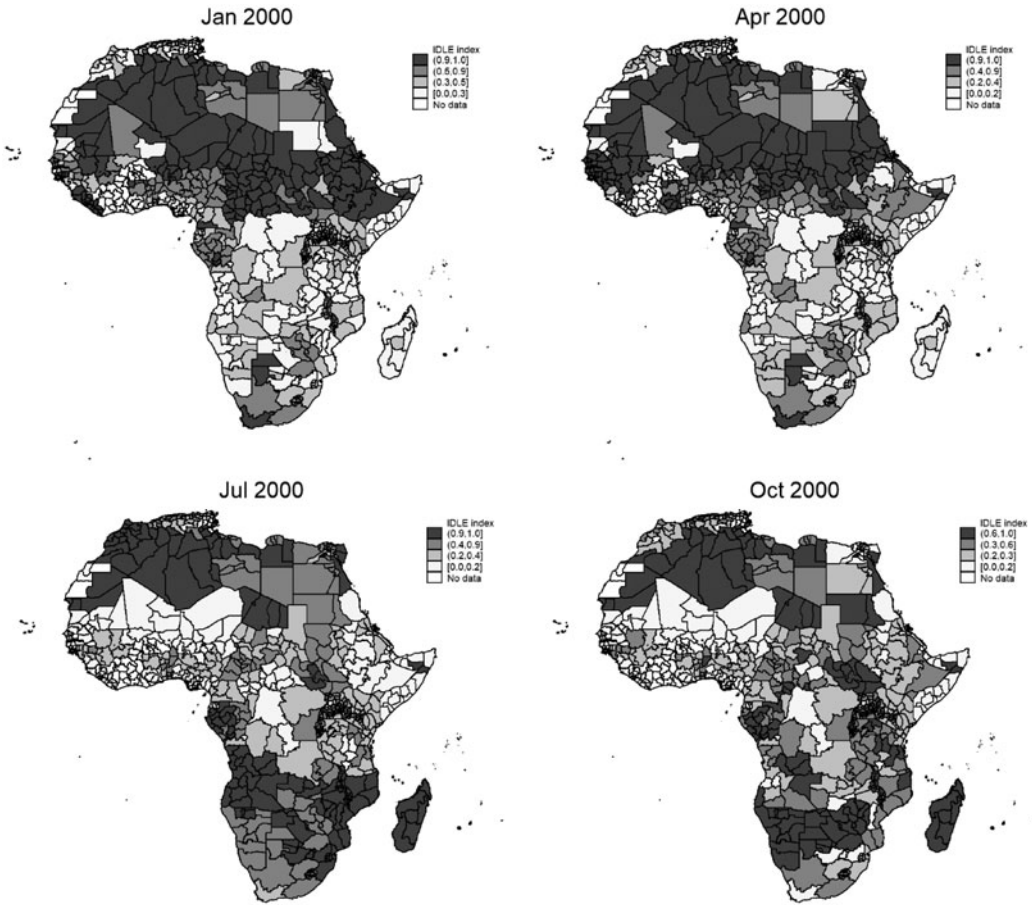 Jan 2000
IDLE index
(0.9,1.0]
(0.5,0.9]
(0.3,0.5]
[0.0,0.3]
No data
Apr 2000
IDLE index
(0.9,1.0]
(0.4,0.9]
(0.2,0.4]
[0.0,0.2]
No data
Jul 2000
IDLE index
(0.9,1.0]
(0.4,0.9]
(0.2,0.4]
[0.0,0.2]
No data
Oct 2000
IDLE index
(0.6,1.0]
(0.3,0.6]
(0.2,0.3]
[0.0,0.2]
No data